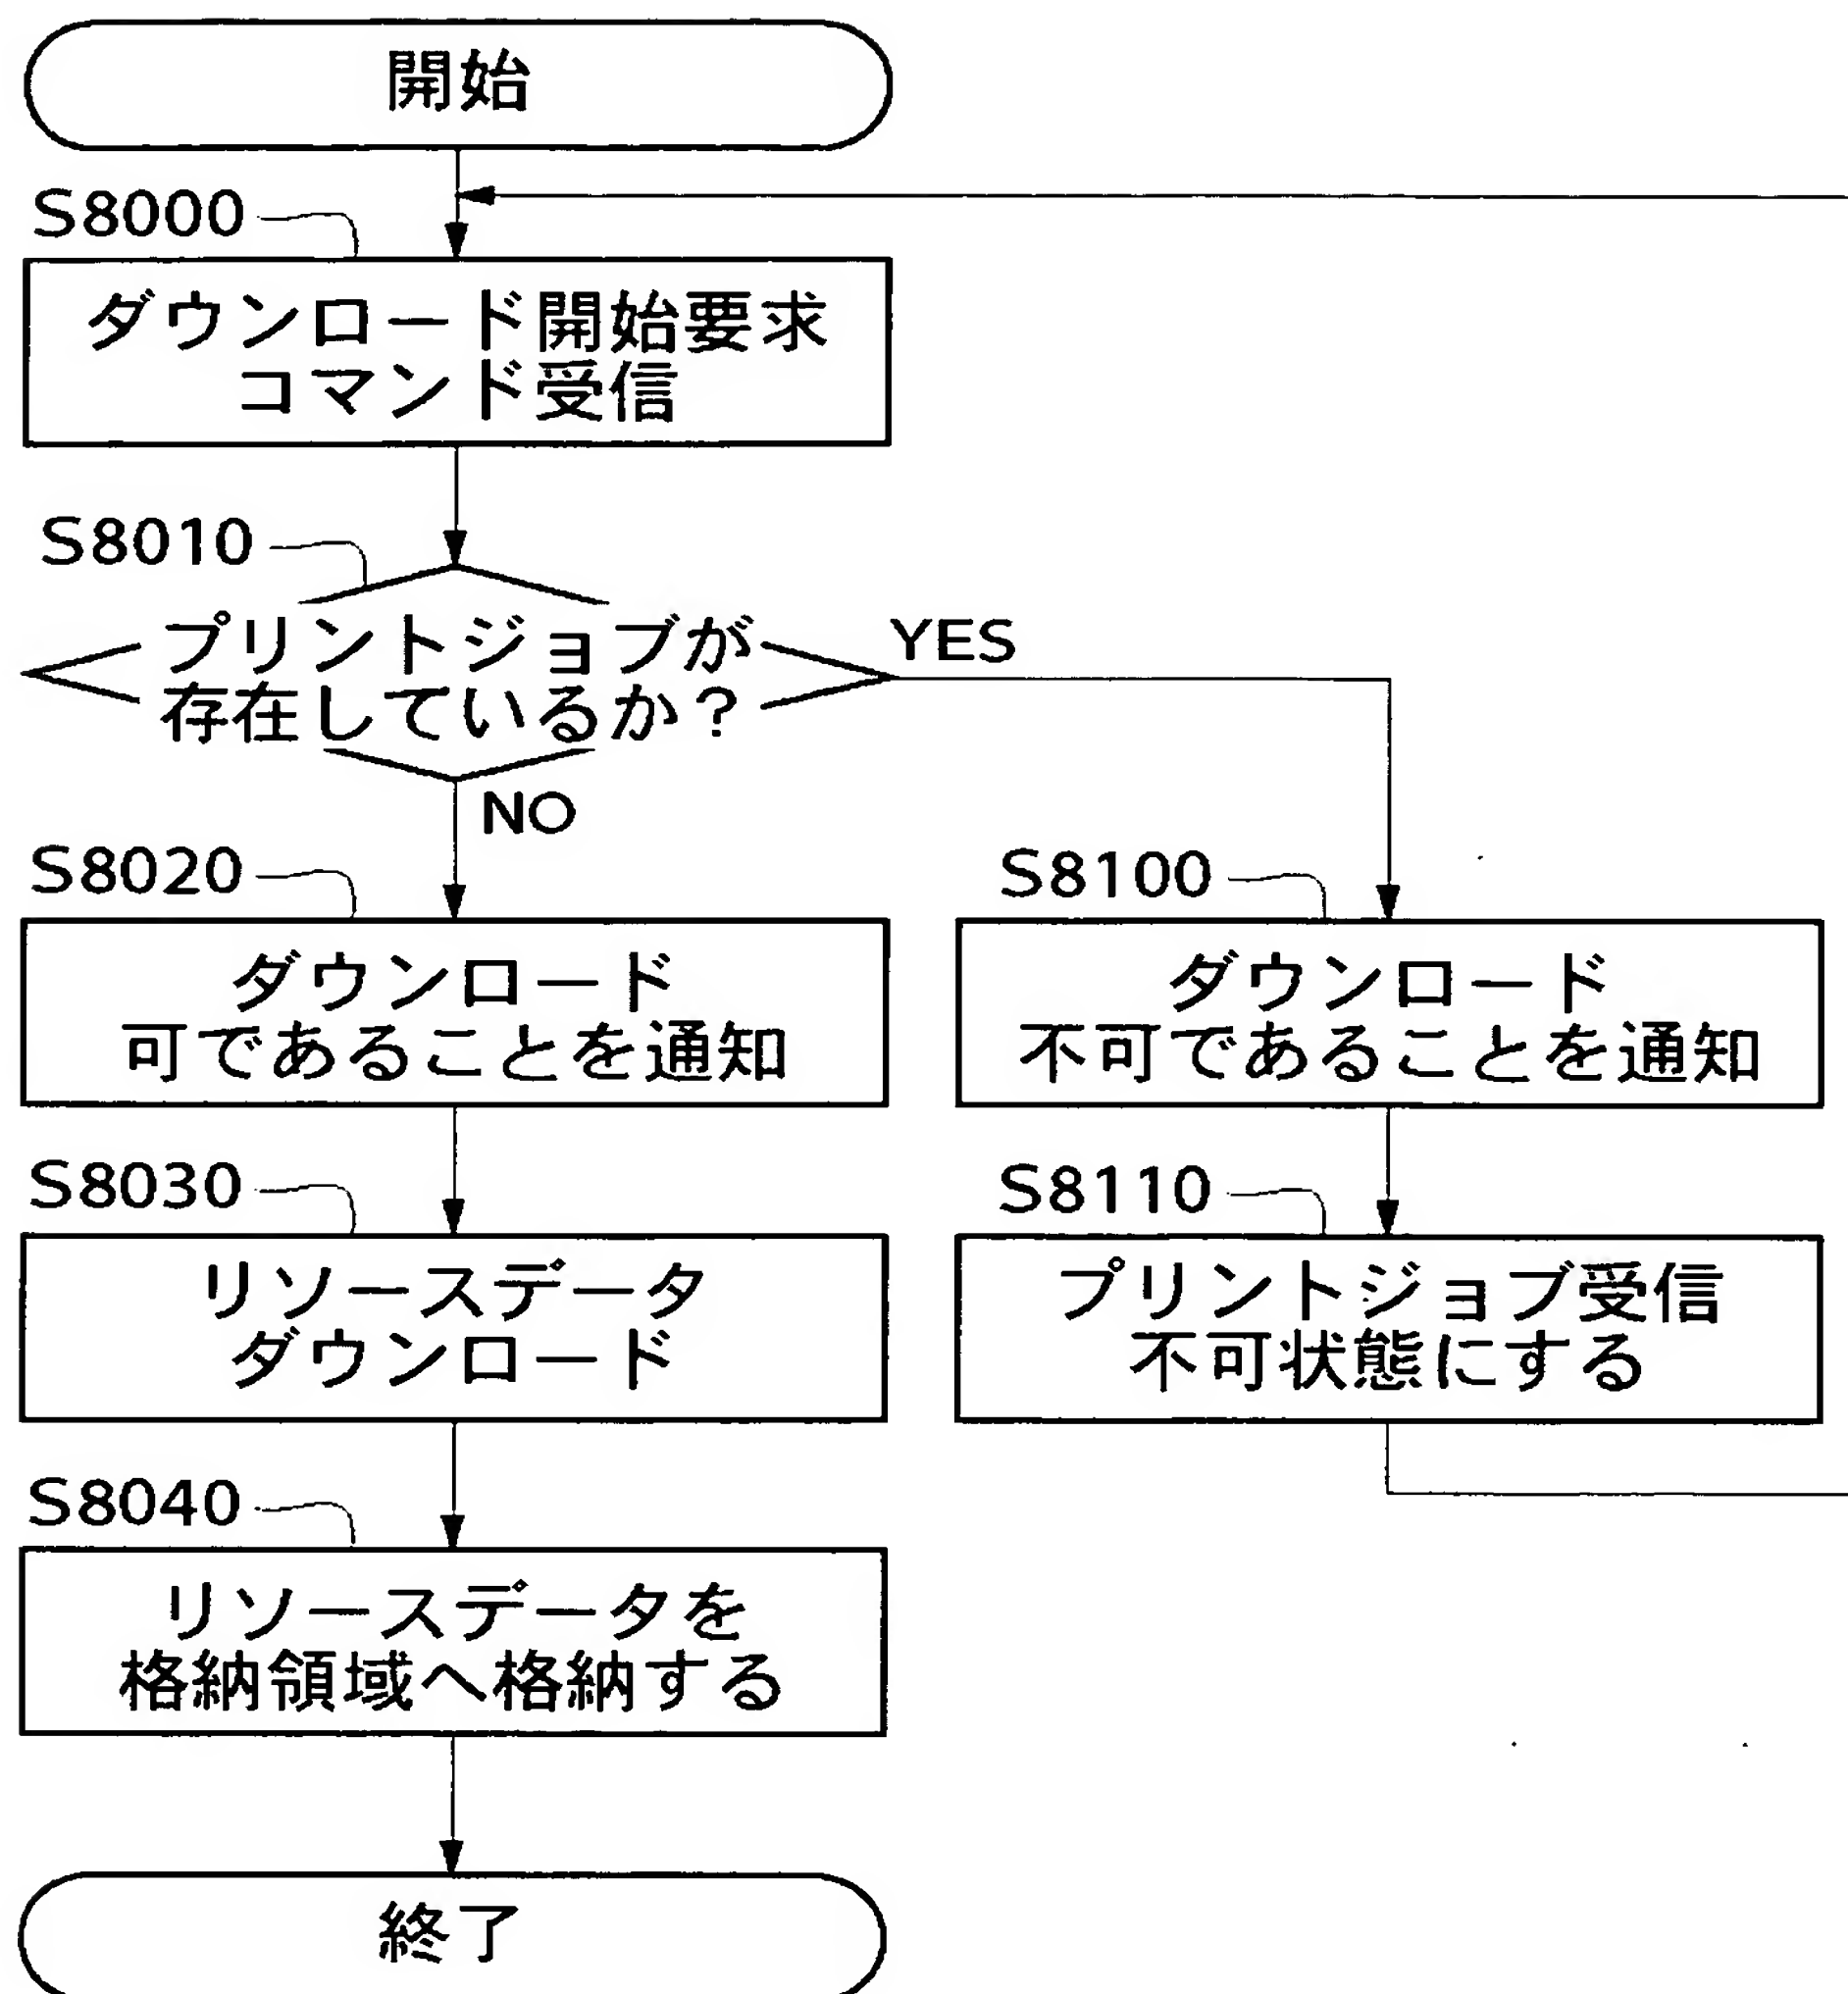 開始
S8000
ダウンロード開始要求
コマンド受信
S8010
プリントジョブが
存在しているか?
YES
NO
S8020
ダウンロード
可であることを通知
S8100
ダウンロード
不可であることを通知
S8030
リソースデータ
ダウンロード
S8110
プリントジョブ受信
不可状態にする
S8040
リソースデータを
格納領域へ格納する
終了